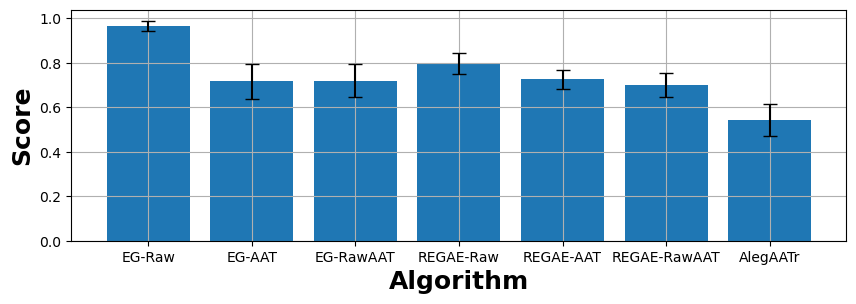 Score
1.0
0.8
0.6
0.4
0.2
0.0
EG-Raw EG-AAT EG-RawAAT REGAE-Raw REGAE-AAT REGAE-RawAAT AlegAATr
Algorithm